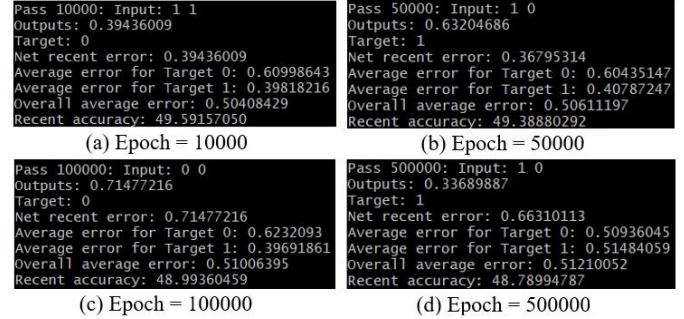 Pass 10000: Input: 1 1
Outputs: 0.39436009
Target: 0
Net recent error: 0.39436009
Average error for Target 0: 0.60998643
Average error for Target 1: 0.39818216
Overall average error: 0.50408429
Recent accuracy: 49.59157050
(a) Epoch = 10000
Pass 50000: Input: 1 0
Outputs: 0.63204686
Target: 1
Net recent error: 0.36795314
Average error for Target 0: 0.60435147
Average error for Target 1: 0.40787247
Overall average error: 0.50611197
Recent accuracy: 49.38880292
(b) Epoch = 50000
Pass 100000: Input: 0 0
Outputs: 0.71477216
Target: 0
Net recent error: 0.71477216
Average error for Target 0: 0.6232093
Average error for Target 1: 0.39691861
Overall average error: 0.51006395
Recent accuracy: 48.99360459
(c) Epoch = 100000
Pass 500000: Input: 1 0
Outputs: 0.33689887
Target: 1
Net recent error: 0.66310113
Average error for Target 0: 0.50936045
Average error for Target 1: 0.51484059
Overall average error: 0.51210052
Recent accuracy: 48.78994787
(d) Epoch = 500000